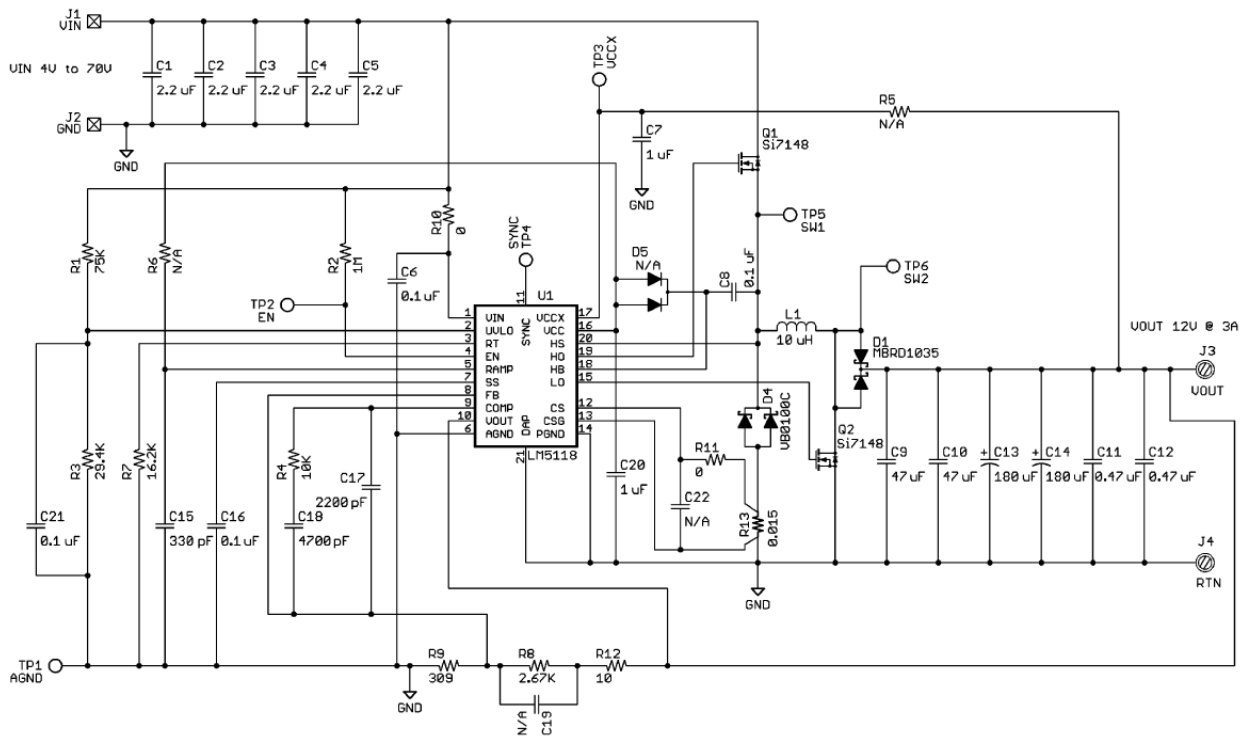 J1
VIN
VIN 4V to 70V
J2
GND
GND
C1
2.2 uF
C2
2.2 uF
C3
2.2 uF
C4
2.2 uF
C5
2.2 uF
TP3
VCCX
C7
1 uF
GND
R5
N/A
Q1
Si7148
TP5
SW1
TP6
SW2
R1
75K
R6
N/A
R2
1M
R10
0
TP2
EN
C6
0.1 uF
SYNC
TP4
D5
N/A
C8
0.1 uF
U1
11
SYNC
1 VIN
2 UVLO
3 RT
4 EN
5 RAMP
7 SS
8 FB
9 COMP
10 VOUT
6 AGND
VCCX 17
VCC 16
HS 20
HO 19
HB 18
LO 15
CS 12
CSG 13
PGND 14
DAP
21
LM5118
L1
10 uH
D1
MBRD1035
VOUT 12V @ 3A
J3
VOUT
D4
VB0100C
Q2
Si7148
R3
29.4K
R7
16.2K
R4
10K
C17
2200 pF
C18
4700 pF
C21
0.1 uF
C15
330 pF
C16
0.1 uF
C20
1 uF
R11
0
C22
N/A
R13
0.015
GND
C9
47 uF
C10
47 uF
C13
180 uF
C14
180 uF
C11
0.47 uF
C12
0.47 uF
J4
RTN
TP1
AGND
GND
R9
309
R8
2.67K
R12
10
N/A
C19